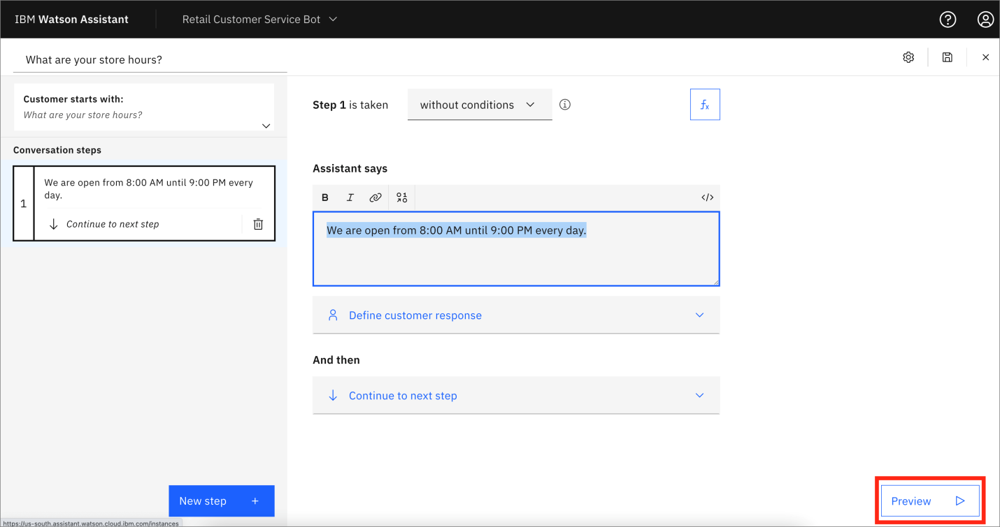 IBM Watson Assistant
Retail Customer Service Bot
What are your store hours?
Customer starts with:
What are your store hours?
Conversation steps
1
We are open from 8:00 AM until 9:00 PM every
day.
Continue to next step
New step +
https://us-south.assistant.watson.cloud.ibm.com/instances
Step 1 is taken
without conditions
fx
Assistant says
B I </>
We are open from 8:00 AM until 9:00 PM every day.
Define customer response
And then
Continue to next step
Preview